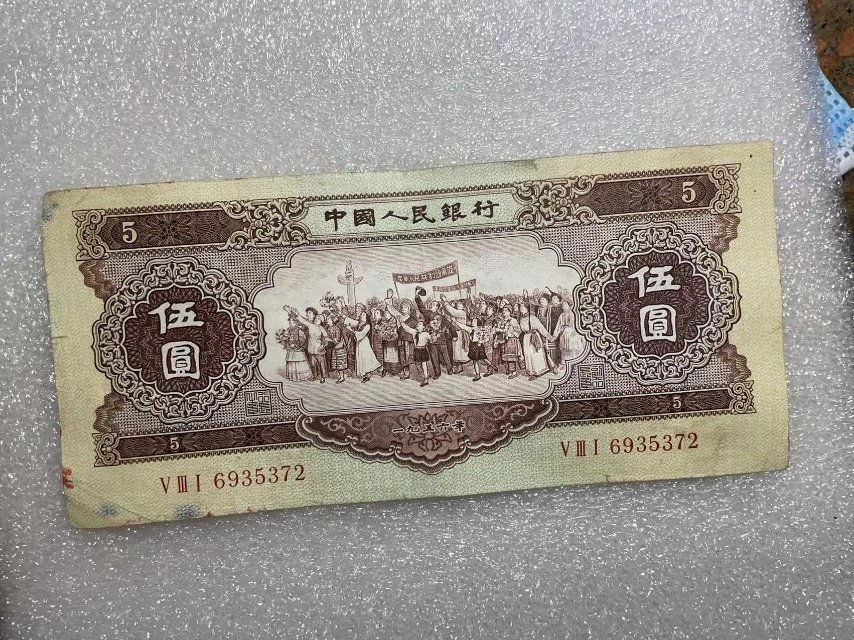 5 中國人民銀行 5
伍圓 伍圓
5 一九五六年 5
VⅢI 6935372 VⅢI 6935372